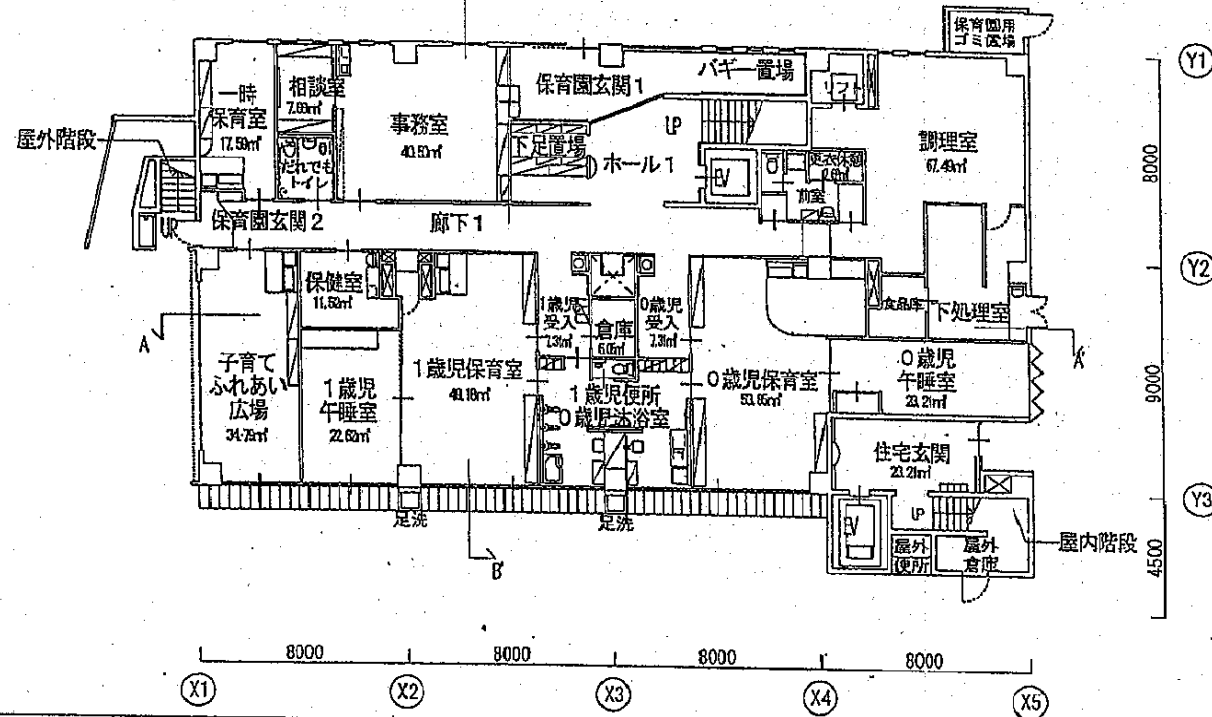 保育園用
ゴミ置場
Y1
一時
保育室
17.59㎡
相談室
事務室
40.50㎡
保育園玄関1
バギー置場
リフト
調理室
67.49㎡
屋外階段
だれでも
トイレ
下足置場
ホール1
UP
EV
更衣休憩
前室
8000
UP
保育園玄関2
廊下1
Y2
保健室
11.52㎡
1歳児
受入
7.31㎡
倉庫
0歳児
受入
7.31㎡
食品庫
下処理室
A
A'
子育て
ふれあい
広場
34.79㎡
1歳児
午睡室
22.62㎡
1歳児保育室
49.18㎡
1歳児便所
0歳児沐浴室
0歳児保育室
53.85㎡
0歳児
午睡室
23.21㎡
9000
住宅玄関
23.21㎡
Y3
足洗
足洗
EV
UP
屋外
便所
屋外
倉庫
屋内階段
B'
4500
8000
8000
8000
8000
X1
X2
X3
X4
X5